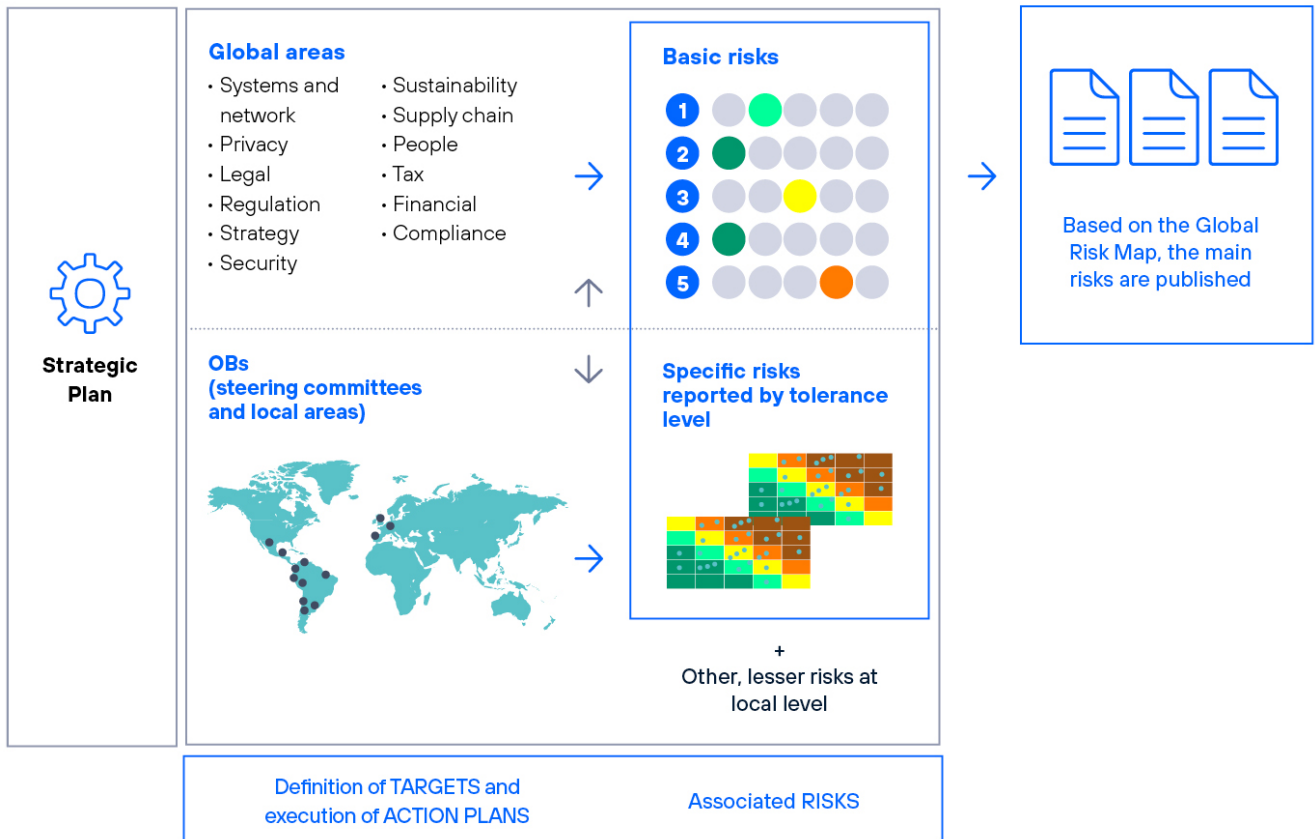 Strategic
Plan
Global areas
• Systems and
network
• Privacy
• Legal
• Regulation
• Strategy
• Security
• Sustainability
• Supply chain
• People
• Tax
• Financial
• Compliance
Basic risks
1
2
3
4
5
OBs
(steering committees
and local areas)
Specific risks
reported by tolerance
level
+
Other, lesser risks at
local level
Based on the Global
Risk Map, the main
risks are published
Definition of TARGETS and
execution of ACTION PLANS
Associated RISKS